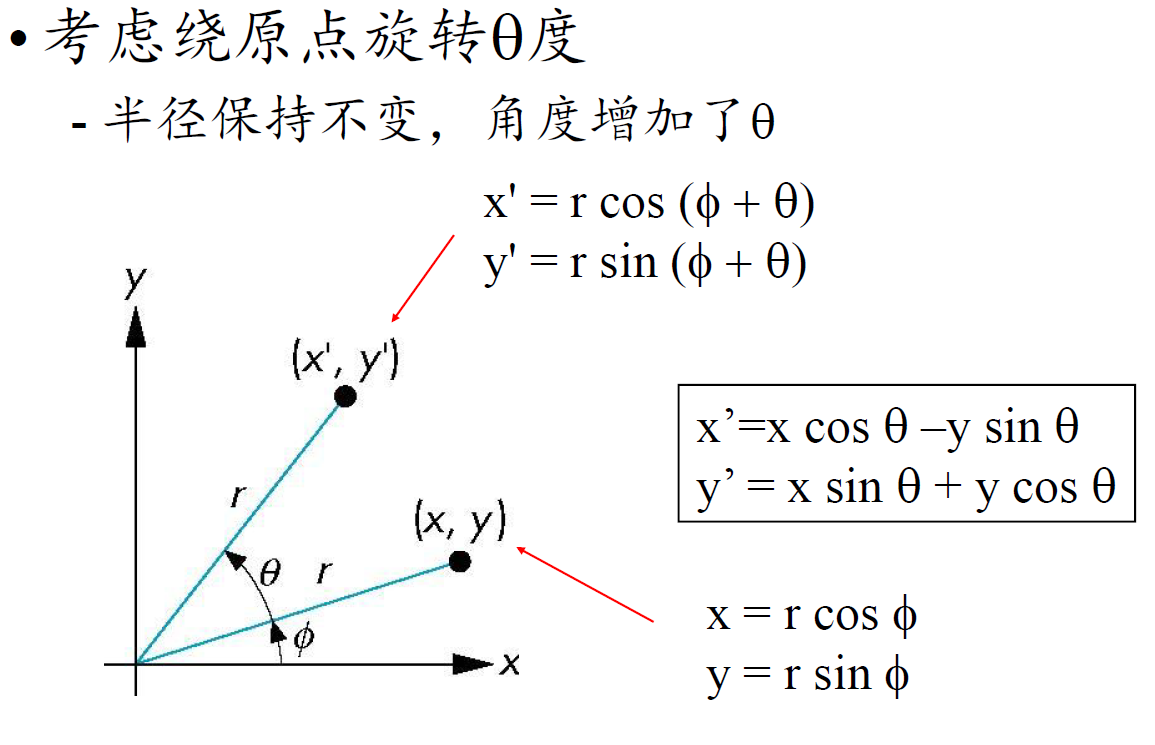 • 考虑绕原点旋转θ度
- 半径保持不变，角度增加了θ
x' = r cos (ϕ + θ)
y' = r sin (ϕ + θ)
y
(x', y')
x’=x cos θ –y sin θ
y’ = x sin θ + y cos θ
r
(x, y)
θ
r
x = r cos ϕ
ϕ
x
y = r sin ϕ